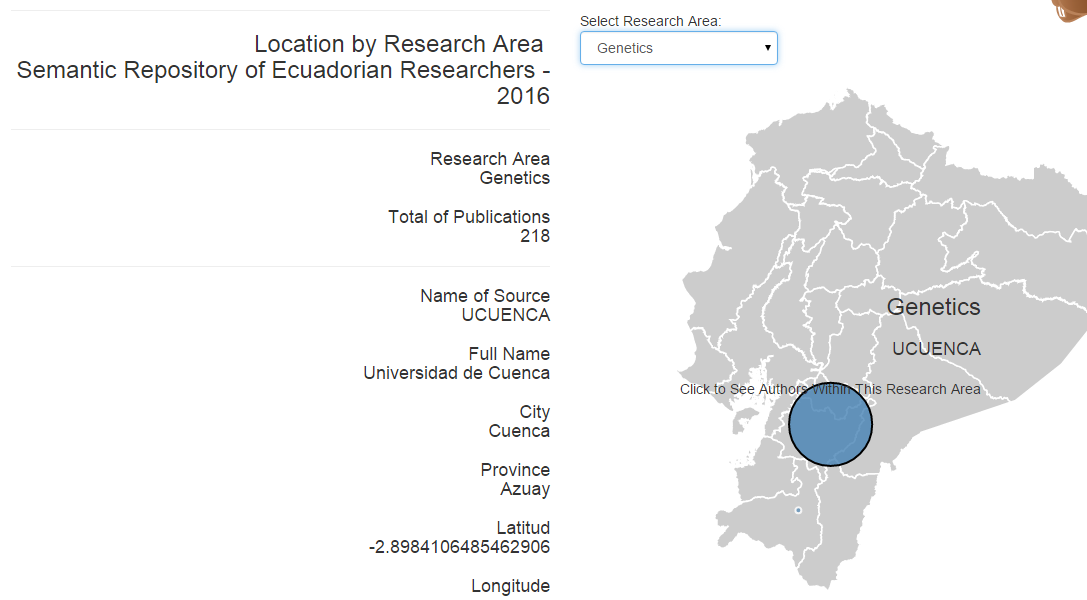 Location by Research Area
Semantic Repository of Ecuadorian Researchers -
2016
Research Area
Genetics
Total of Publications
218
Name of Source
UCUENCA
Full Name
Universidad de Cuenca
City
Cuenca
Province
Azuay
Latitud
-2.8984106485462906
Longitude
Select Research Area:
Genetics
Genetics
UCUENCA
Click to See Authors Within This Research Area